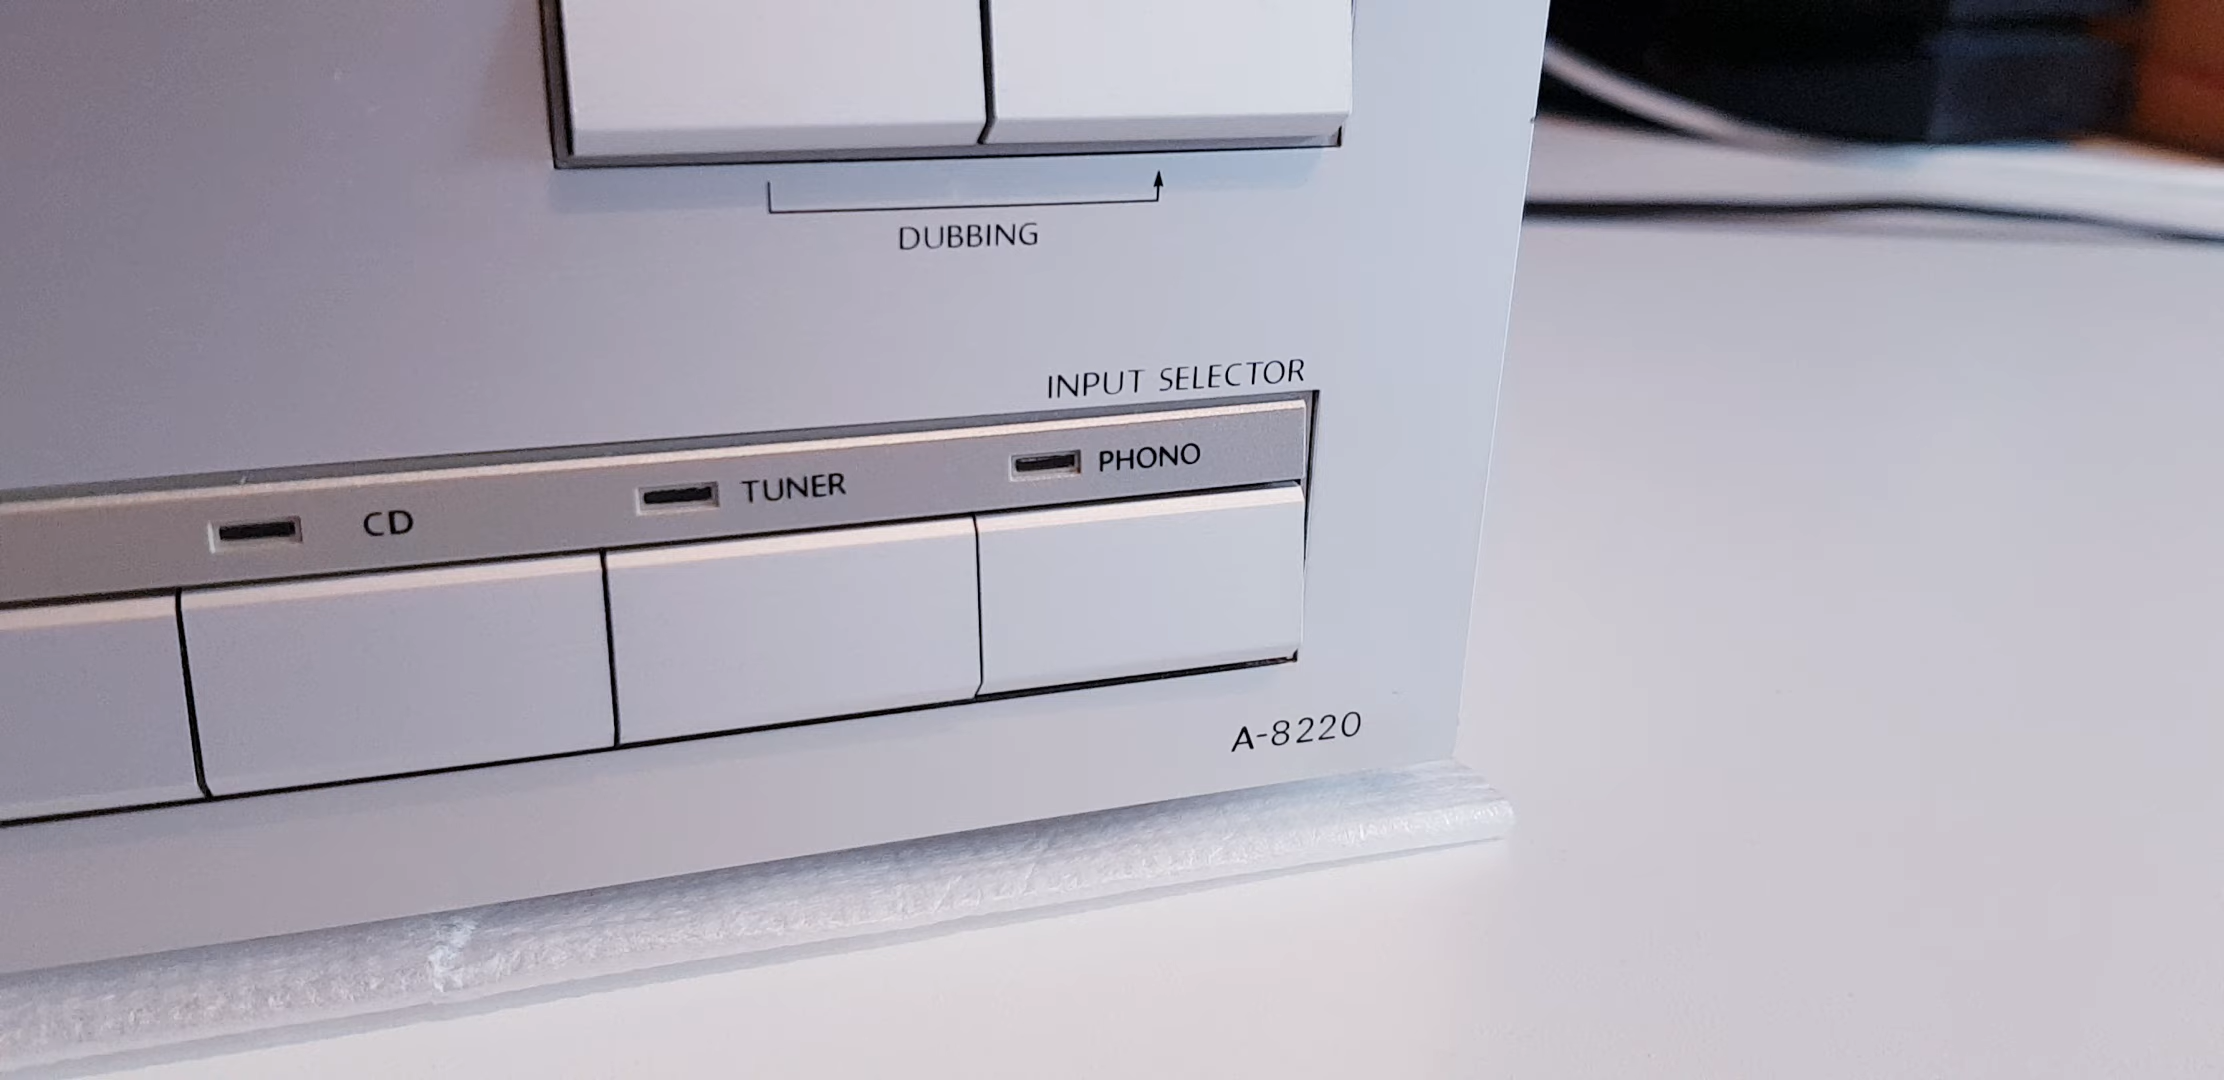 DUBBING
INPUT SELECTOR
CD
TUNER
PHONO
A-8220